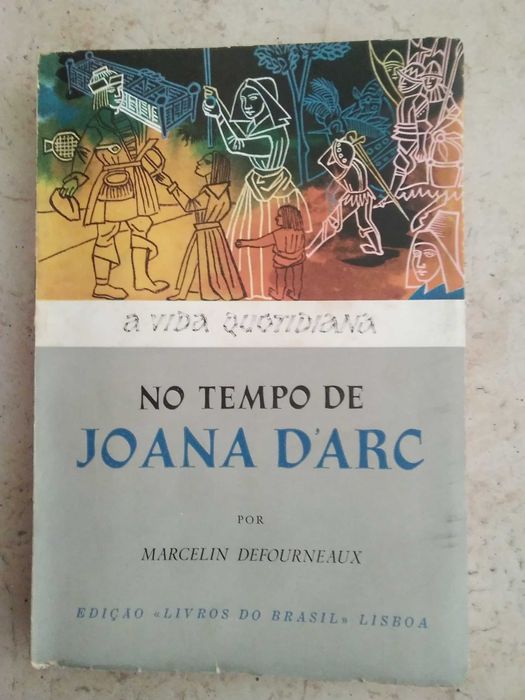 A VIDA QUOTIDIANA
NO TEMPO DE
JOANA D'ARC
POR
MARCELIN DEFOURNEAUX
EDIÇÃO «LIVROS DO BRASIL» LISBOA